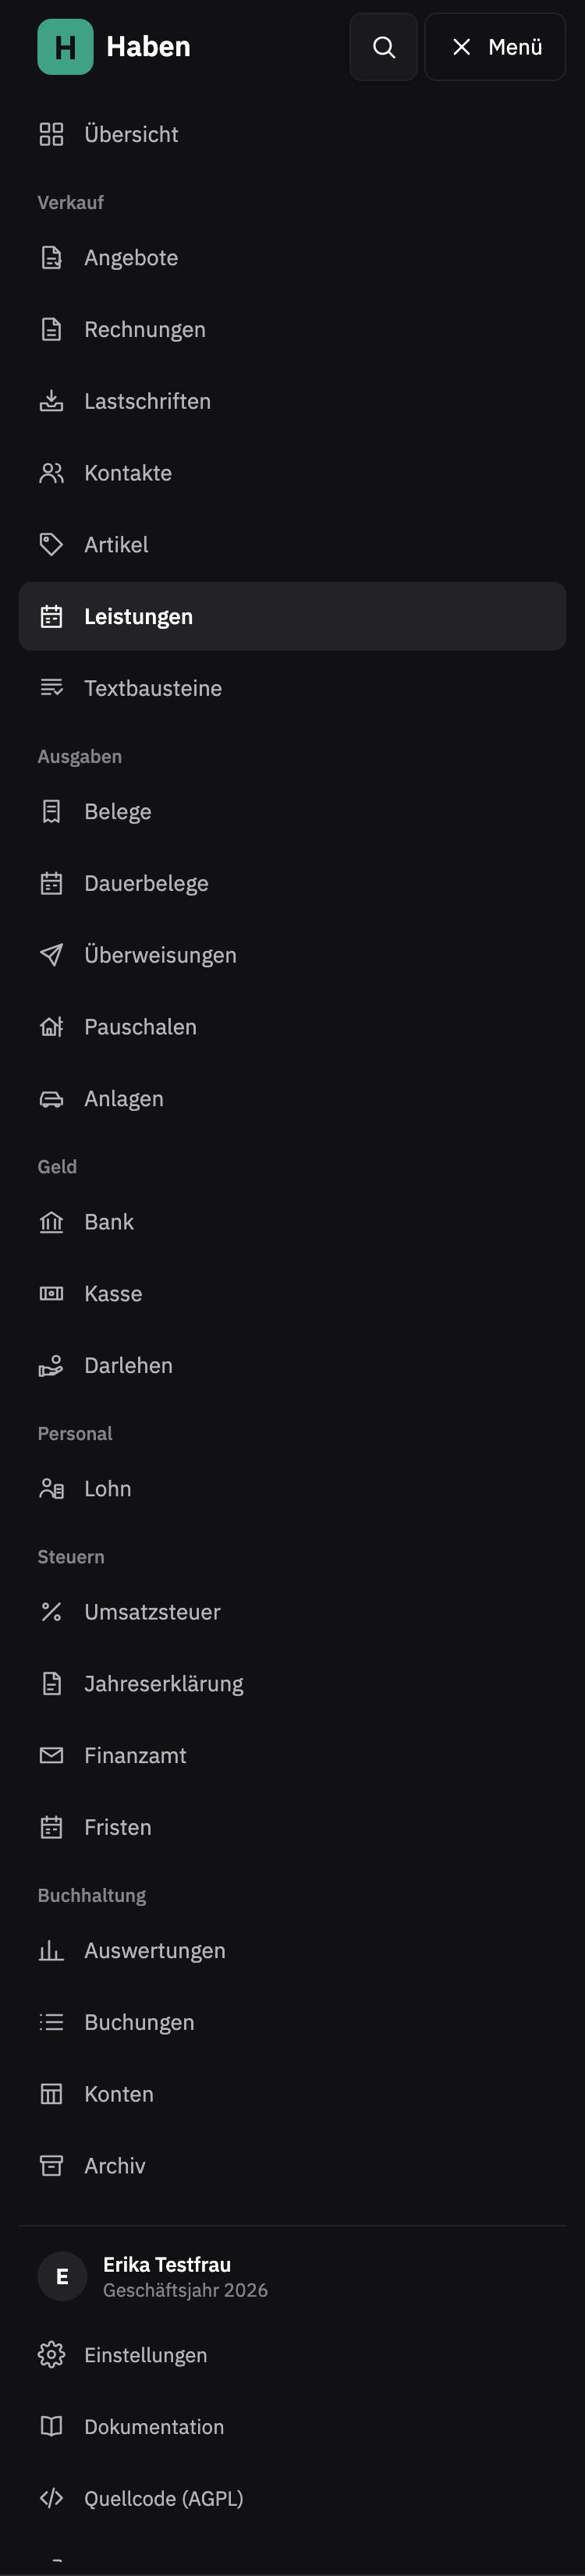 H Haben
Menü
Übersicht
Verkauf
Angebote
Rechnungen
Lastschriften
Kontakte
Artikel
Leistungen
Textbausteine
Ausgaben
Belege
Dauerbelege
Überweisungen
Pauschalen
Anlagen
Geld
Bank
Kasse
Darlehen
Personal
Lohn
Steuern
Umsatzsteuer
Jahreserklärung
Finanzamt
Fristen
Buchhaltung
Auswertungen
Buchungen
Konten
Archiv
E
Erika Testfrau
Geschäftsjahr 2026
Einstellungen
Dokumentation
Quellcode (AGPL)